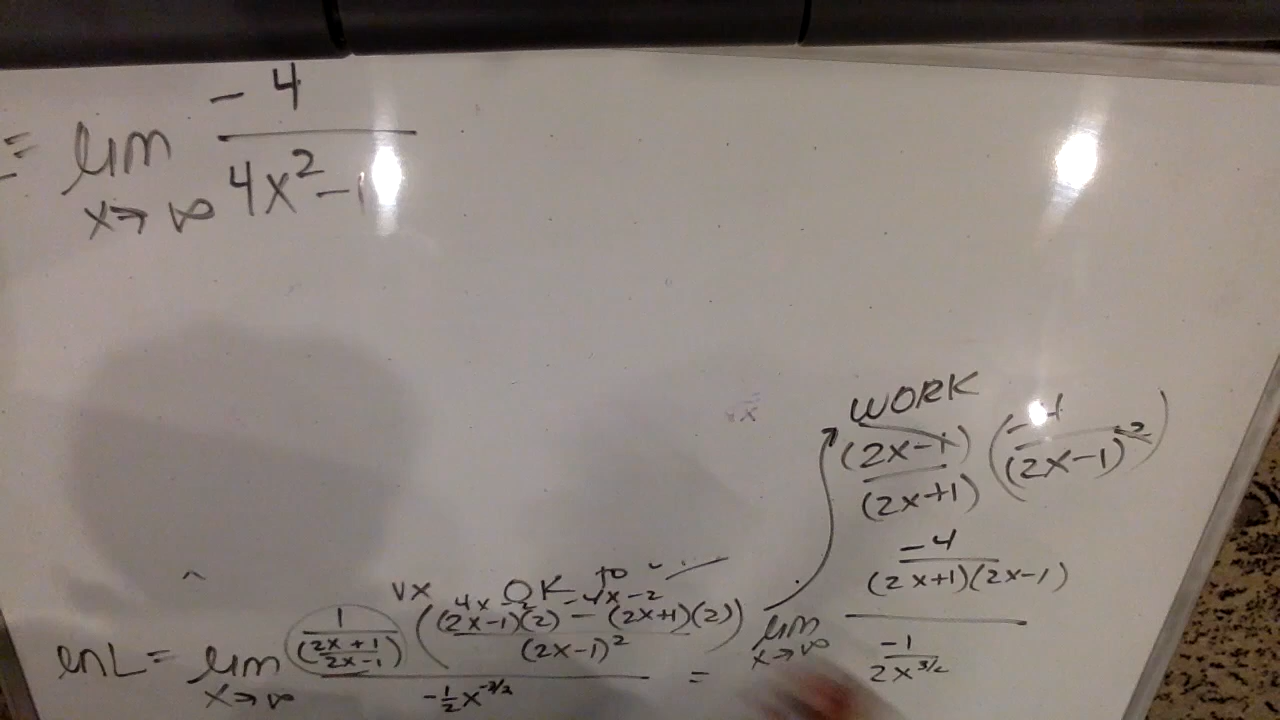 = lim -4
x→∞ 4x² - 1
WORK
(2x-1) / (2x+1) ( -4 / (2x-1)² )
-4 / (2x+1)(2x-1)
√x OK to
4x - 2 - 4x - 2
ln L = lim x→∞ 1 / ((2x+1) / (2x-1)) ( ((2x-1)(2) - (2x+1)(2)) / (2x-1)² ) / -½x^(-3/2) = lim x→∞ / (-1 / 2x^(3/2))